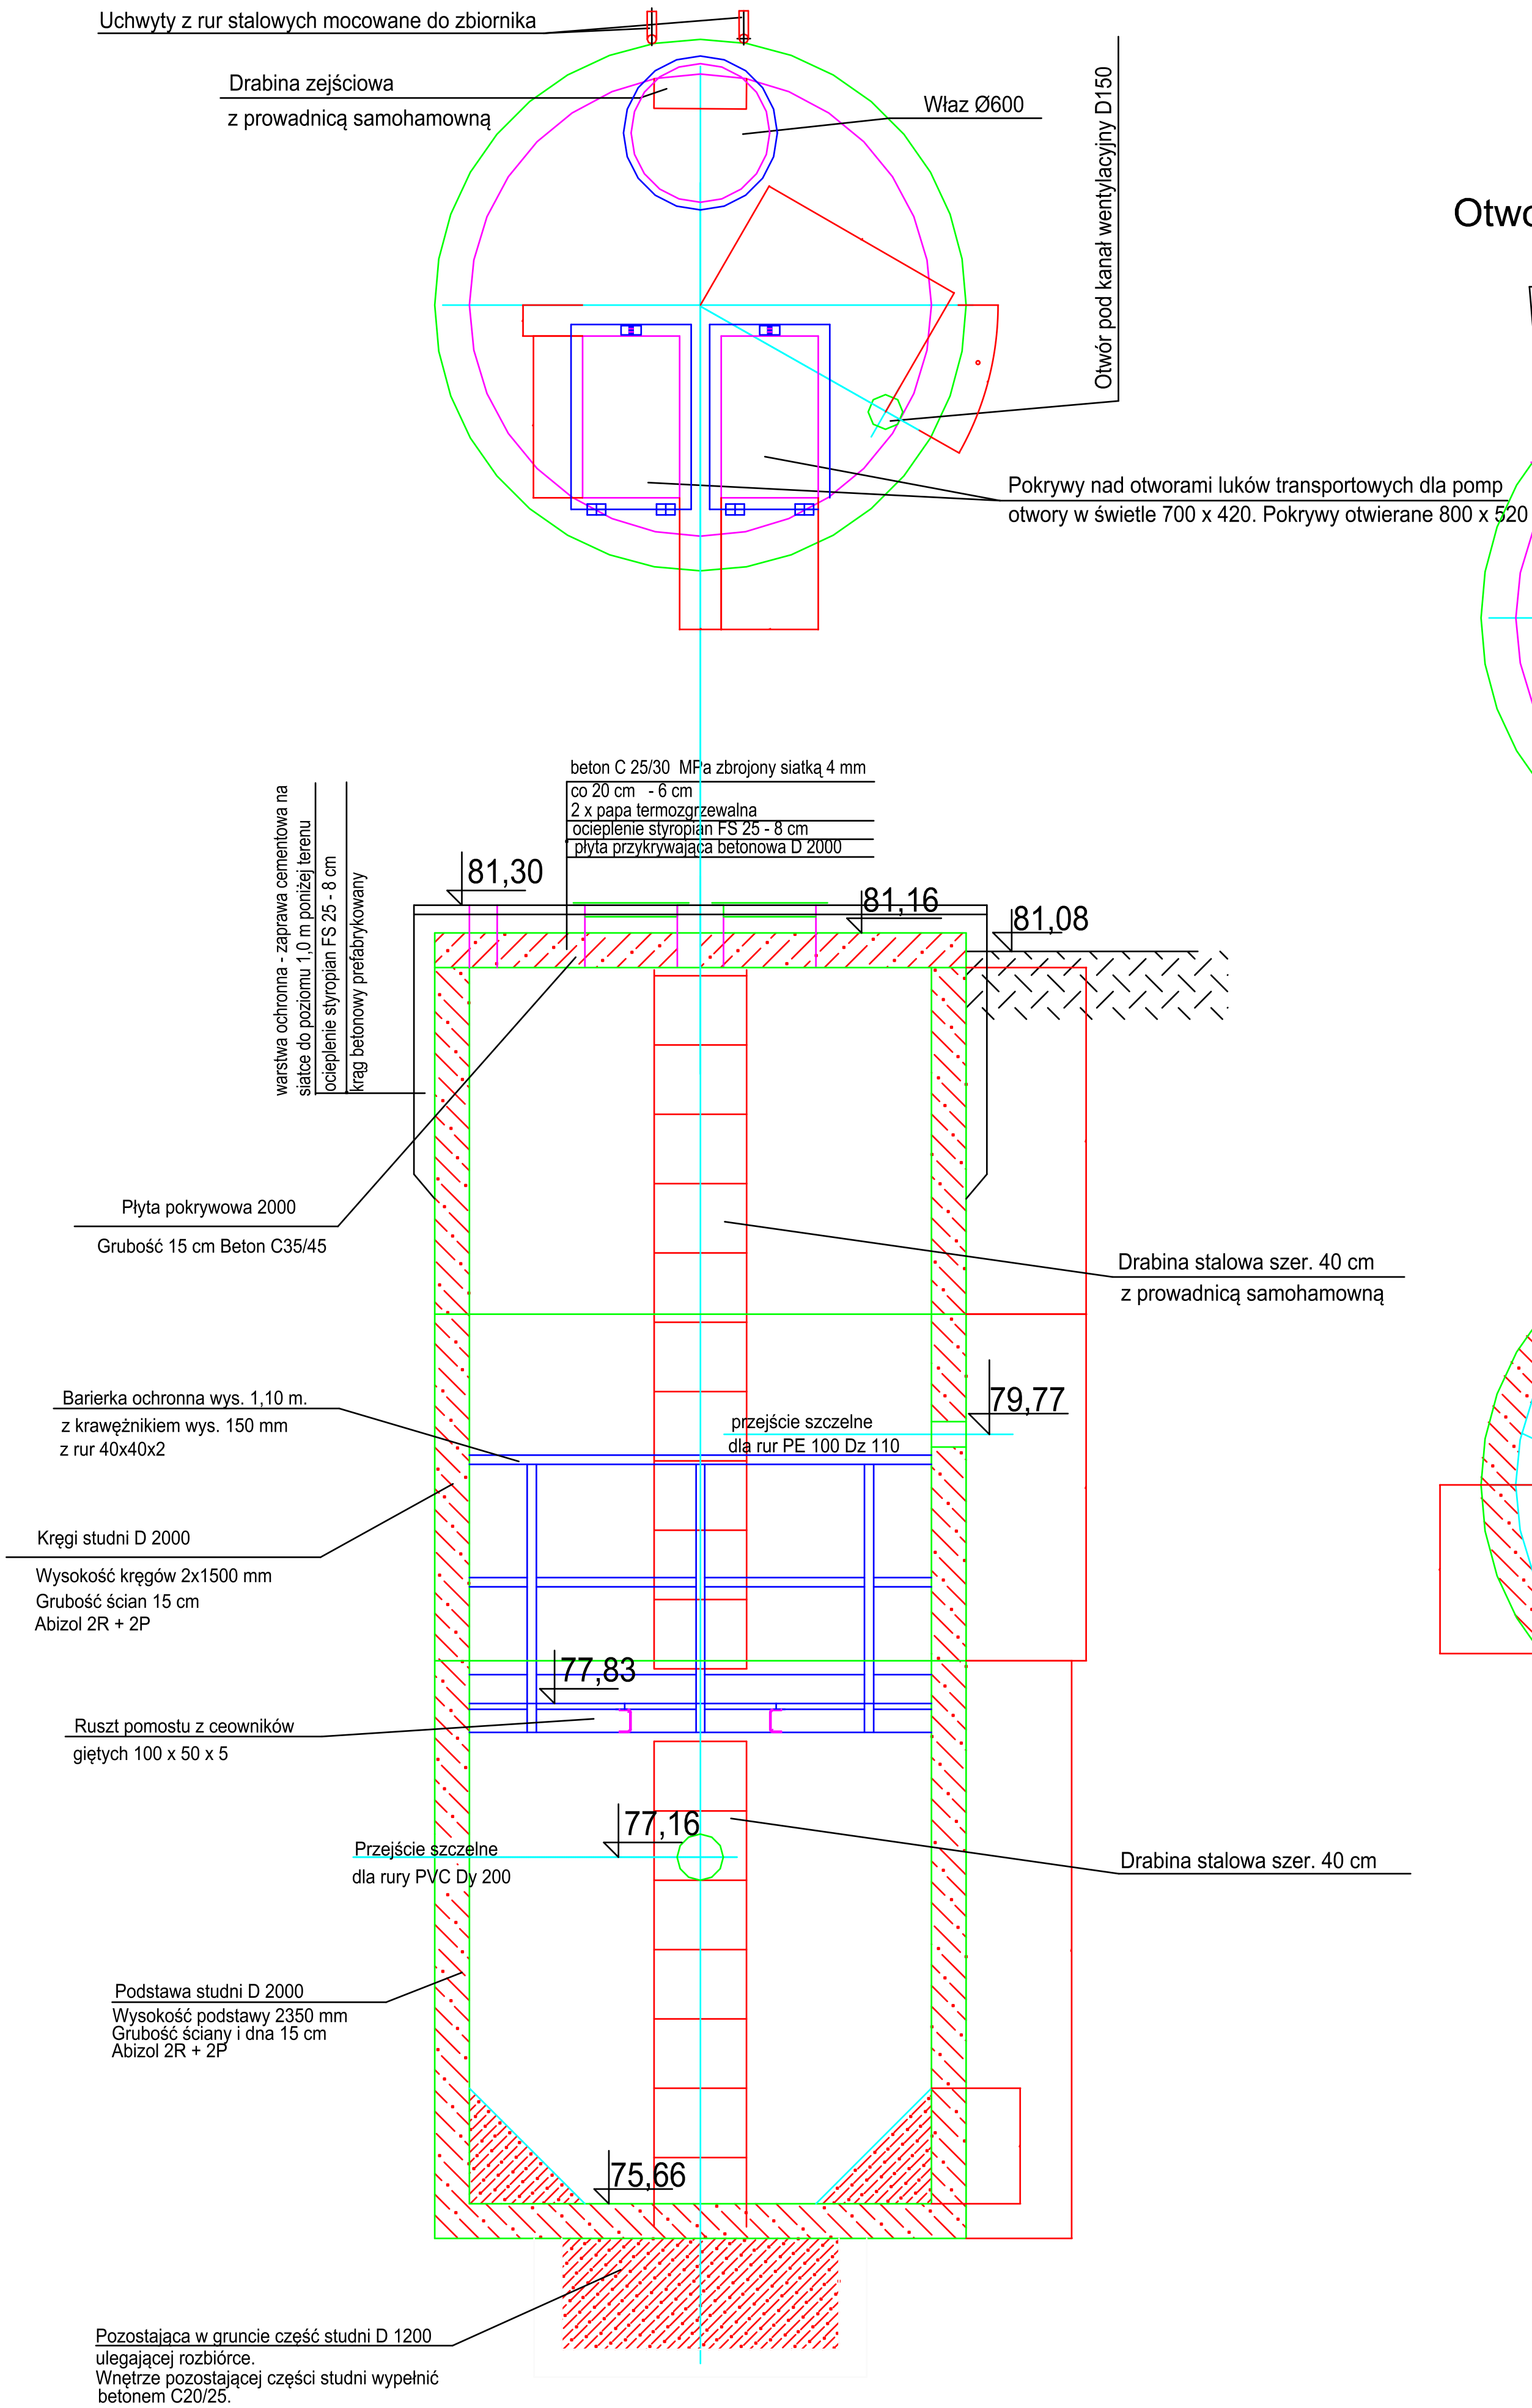 Uchwyty z rur stalowych mocowane do zbiornika
Drabina zejściowa
z prowadnicą samohamowną
Właz Ø600
Otwór pod kanał wentylacyjny D150
Otwo
Pokrywy nad otworami luków transportowych dla pomp
otwory w świetle 700 x 420. Pokrywy otwierane 800 x 520
beton C 25/30 MPa zbrojony siatką 4 mm
co 20 cm - 6 cm
2 x papa termozgrzewalna
ocieplenie styropian FS 25 - 8 cm
płyta przykrywająca betonowa D 2000
warstwa ochronna - zaprawa cementowa na
siatce do poziomu 1,0 m poniżej terenu
ocieplenie styropian FS 25 - 8 cm
krąg betonowy prefabrykowany
81,30
81,16
81,08
Płyta pokrywowa 2000
Grubość 15 cm Beton C35/45
Drabina stalowa szer. 40 cm
z prowadnicą samohamowną
Barierka ochronna wys. 1,10 m.
z krawężnikiem wys. 150 mm
z rur 40x40x2
79,77
przejście szczelne
dla rur PE 100 Dz 110
Kręgi studni D 2000
Wysokość kręgów 2x1500 mm
Grubość ścian 15 cm
Abizol 2R + 2P
77,83
Ruszt pomostu z ceowników
giętych 100 x 50 x 5
77,16
Przejście szczelne
dla rury PVC Dy 200
Drabina stalowa szer. 40 cm
Podstawa studni D 2000
Wysokość podstawy 2350 mm
Grubość ściany i dna 15 cm
Abizol 2R + 2P
75,66
Pozostająca w gruncie część studni D 1200
ulegającej rozbiórce.
Wnętrze pozostającej części studni wypełnić
betonem C20/25.